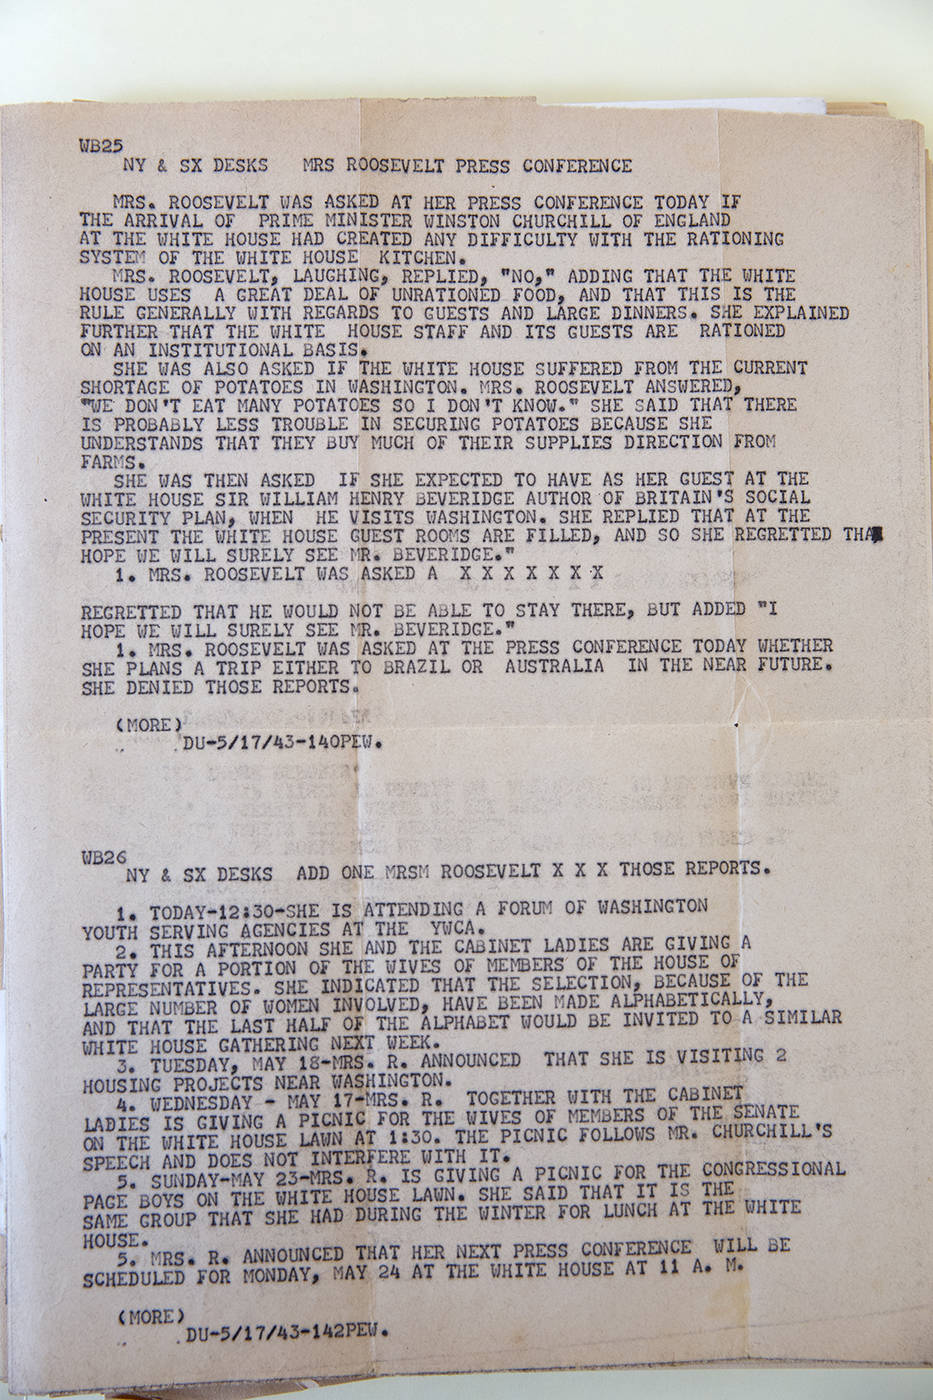 WB25
NY & SX DESKS MRS ROOSEVELT PRESS CONFERENCE
MRS. ROOSEVELT WAS ASKED AT HER PRESS CONFERENCE TODAY IF
THE ARRIVAL OF PRIME MINISTER WINSTON CHURCHILL OF ENGLAND
AT THE WHITE HOUSE HAD CREATED ANY DIFFICULTY WITH THE RATIONING
SYSTEM OF THE WHITE HOUSE KITCHEN.
MRS. ROOSEVELT, LAUGHING, REPLIED, "NO," ADDING THAT THE WHITE
HOUSE USES A GREAT DEAL OF UNRATIONED FOOD, AND THAT THIS IS THE
RULE GENERALLY WITH REGARDS TO GUESTS AND LARGE DINNERS. SHE EXPLAINED
FURTHER THAT THE WHITE HOUSE STAFF AND ITS GUESTS ARE RATIONED
ON AN INSTITUTIONAL BASIS.
SHE WAS ALSO ASKED IF THE WHITE HOUSE SUFFERED FROM THE CURRENT
SHORTAGE OF POTATOES IN WASHINGTON. MRS. ROOSEVELT ANSWERED,
"WE DON'T EAT MANY POTATOES SO I DON'T KNOW." SHE SAID THAT THERE
IS PROBABLY LESS TROUBLE IN SECURING POTATOES BECAUSE SHE
UNDERSTANDS THAT THEY BUY MUCH OF THEIR SUPPLIES DIRECTION FROM
FARMS.
SHE WAS THEN ASKED IF SHE EXPECTED TO HAVE AS HER GUEST AT THE
WHITE HOUSE SIR WILLIAM HENRY BEVERIDGE AUTHOR OF BRITAIN'S SOCIAL
SECURITY PLAN, WHEN HE VISITS WASHINGTON. SHE REPLIED THAT AT THE
PRESENT THE WHITE HOUSE GUEST ROOMS ARE FILLED, AND SO SHE REGRETTED THA
HOPE WE WILL SURELY SEE MR. BEVERIDGE."
1. MRS. ROOSEVELT WAS ASKED A X X X X X X X
REGRETTED THAT HE WOULD NOT BE ABLE TO STAY THERE, BUT ADDED "I
HOPE WE WILL SURELY SEE MR. BEVERIDGE."
1. MRS. ROOSEVELT WAS ASKED AT THE PRESS CONFERENCE TODAY WHETHER
SHE PLANS A TRIP EITHER TO BRAZIL OR AUSTRALIA IN THE NEAR FUTURE.
SHE DENIED THOSE REPORTS.
(MORE)
DU-5/17/43-140PEW.
WB26
NY & SX DESKS ADD ONE MRSM ROOSEVELT X X X THOSE REPORTS.
1. TODAY-12:30-SHE IS ATTENDING A FORUM OF WASHINGTON
YOUTH SERVING AGENCIES AT THE YWCA.
2. THIS AFTERNOON SHE AND THE CABINET LADIES ARE GIVING A
PARTY FOR A PORTION OF THE WIVES OF MEMBERS OF THE HOUSE OF
REPRESENTATIVES. SHE INDICATED THAT THE SELECTION, BECAUSE OF THE
LARGE NUMBER OF WOMEN INVOLVED, HAVE BEEN MADE ALPHABETICALLY,
AND THAT THE LAST HALF OF THE ALPHABET WOULD BE INVITED TO A SIMILAR
WHITE HOUSE GATHERING NEXT WEEK.
3. TUESDAY, MAY 18-MRS. R. ANNOUNCED THAT SHE IS VISITING 2
HOUSING PROJECTS NEAR WASHINGTON.
4. WEDNESDAY - MAY 17-MRS. R. TOGETHER WITH THE CABINET
LADIES IS GIVING A PICNIC FOR THE WIVES OF MEMBERS OF THE SENATE
ON THE WHITE HOUSE LAWN AT 1:30. THE PICNIC FOLLOWS MR. CHURCHILL'S
SPEECH AND DOES NOT INTERFERE WITH IT.
5. SUNDAY-MAY 23-MRS. R. IS GIVING A PICNIC FOR THE CONGRESSIONAL
PAGE BOYS ON THE WHITE HOUSE LAWN. SHE SAID THAT IT IS THE
SAME GROUP THAT SHE HAD DURING THE WINTER FOR LUNCH AT THE WHITE
HOUSE.
5. MRS. R. ANNOUNCED THAT HER NEXT PRESS CONFERENCE WILL BE
SCHEDULED FOR MONDAY, MAY 24 AT THE WHITE HOUSE AT 11 A. M.
(MORE)
DU-5/17/43-142PEW.